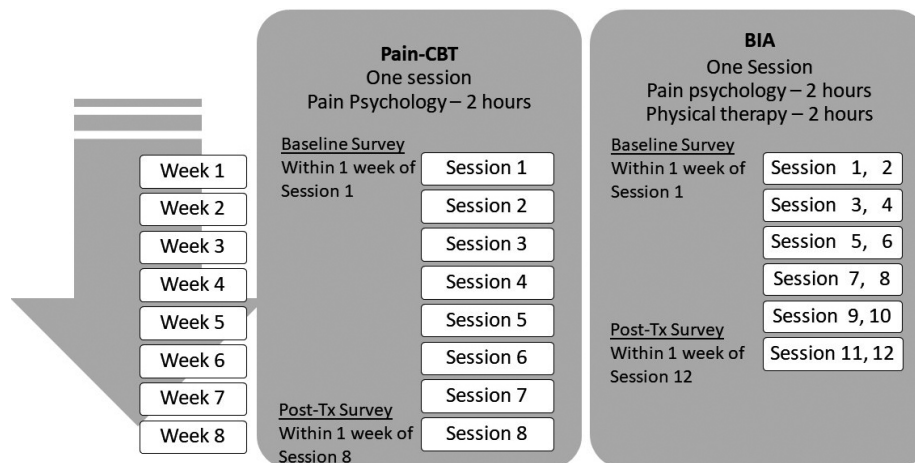 Pain-CBT
One session
Pain Psychology – 2 hours
BIA
One Session
Pain psychology – 2 hours
Physical therapy – 2 hours
Week 1
Week 2
Week 3
Week 4
Week 5
Week 6
Week 7
Week 8
Baseline Survey
Within 1 week of
Session 1
Session 1
Session 2
Session 3
Session 4
Session 5
Session 6
Session 7
Session 8
Post-Tx Survey
Within 1 week of
Session 8
Baseline Survey
Within 1 week of
Session 1
Session 1, 2
Session 3, 4
Session 5, 6
Session 7, 8
Session 9, 10
Session 11, 12
Post-Tx Survey
Within 1 week of
Session 12